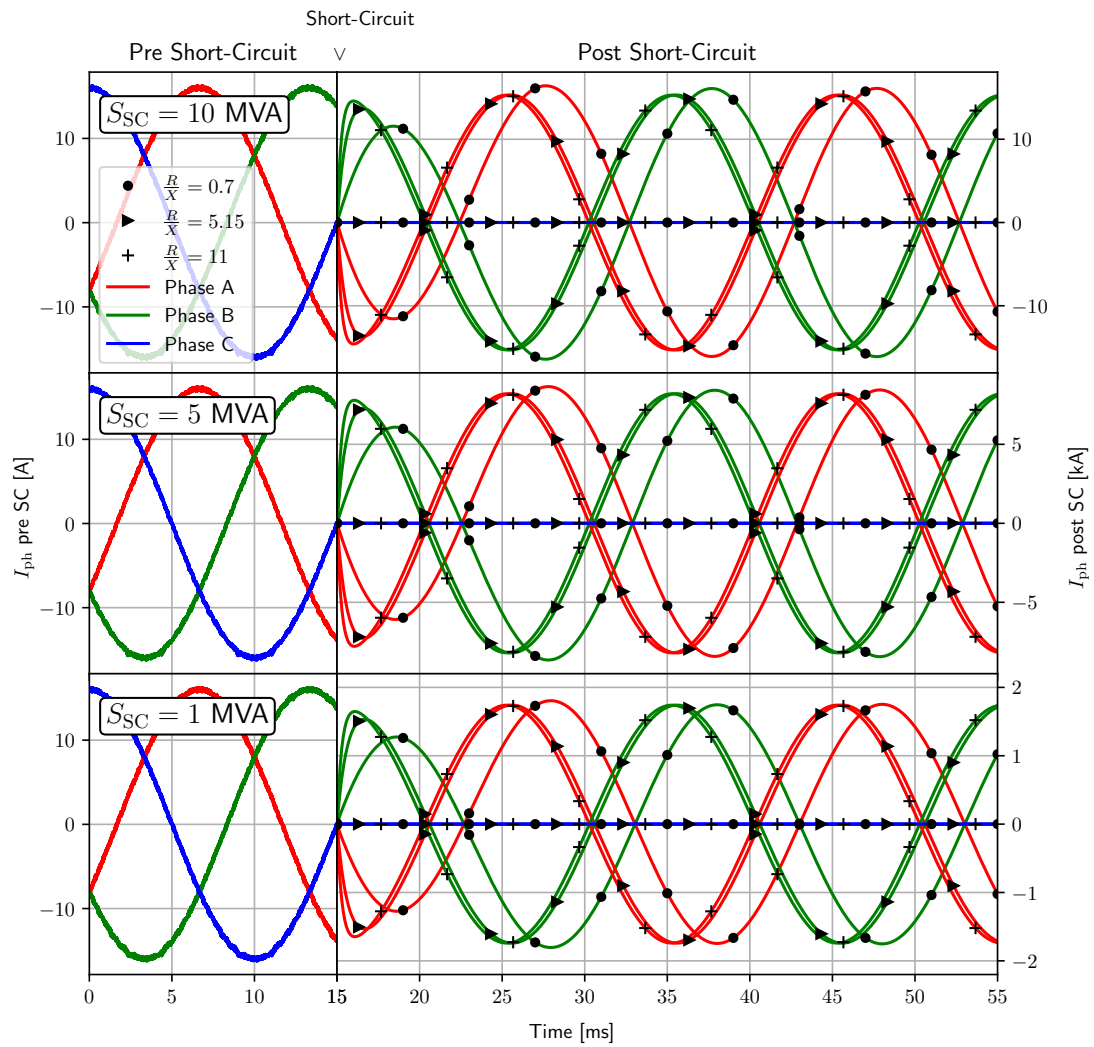 Short-Circuit
Pre Short-Circuit
∨
Post Short-Circuit
S_SC = 10 MVA
R/X = 0.7
R/X = 5.15
R/X = 11
Phase A
Phase B
Phase C
10
0
−10
10
0
−10
S_SC = 5 MVA
10
0
−10
5
0
−5
I_ph pre SC [A]
I_ph post SC [kA]
S_SC = 1 MVA
10
0
−10
2
1
0
−1
−2
0 5 10 15 15 20 25 30 35 40 45 50 55
Time [ms]